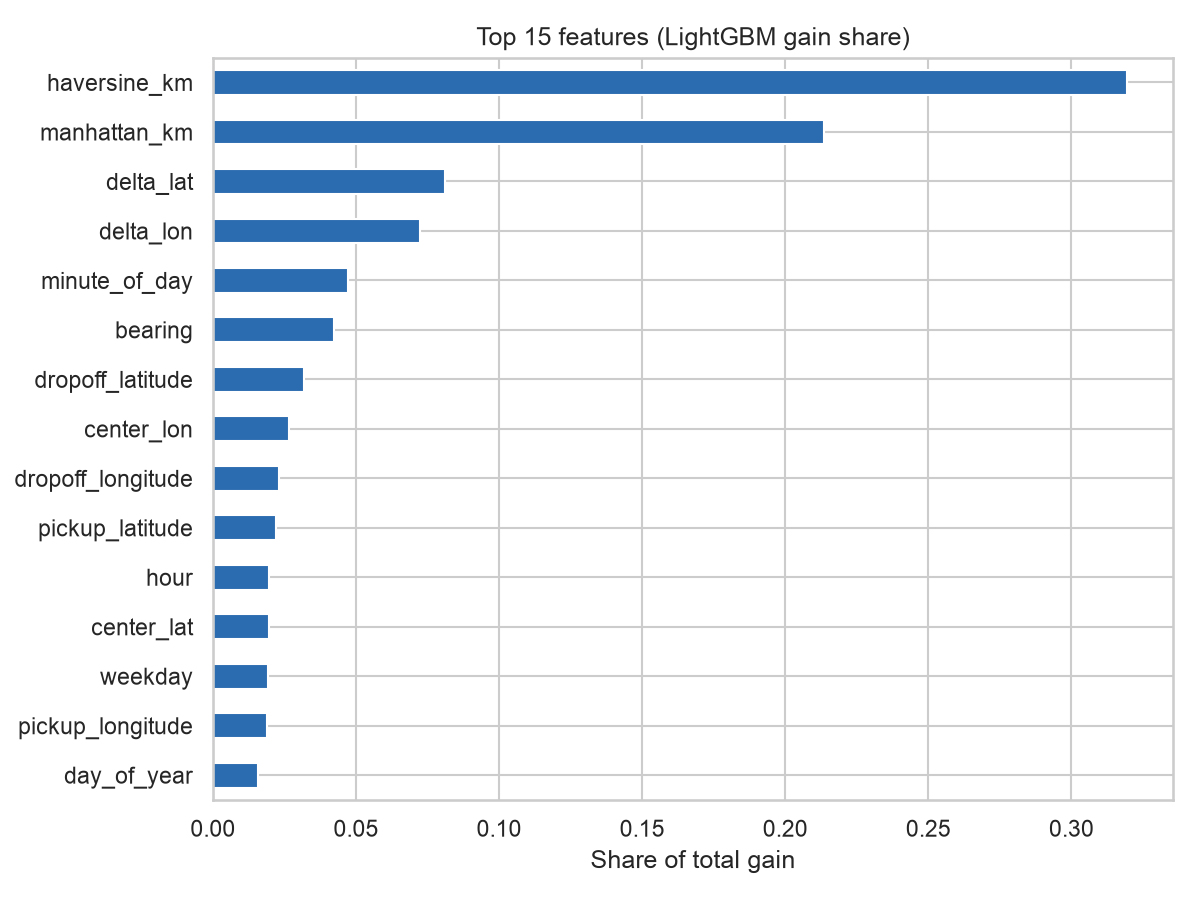 Top 15 features (LightGBM gain share)
haversine_km
manhattan_km
delta_lat
delta_lon
minute_of_day
bearing
dropoff_latitude
center_lon
dropoff_longitude
pickup_latitude
hour
center_lat
weekday
pickup_longitude
day_of_year
0.00 0.05 0.10 0.15 0.20 0.25 0.30
Share of total gain